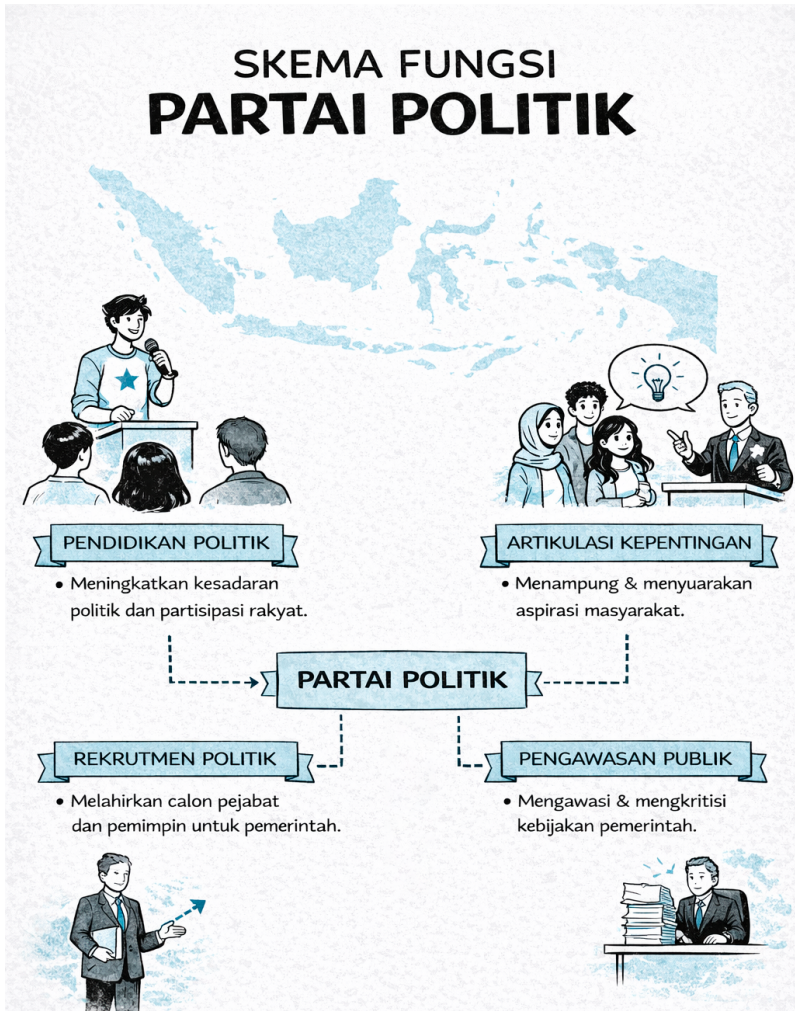 SKEMA FUNGSI
PARTAI POLITIK
PENDIDIKAN POLITIK
• Meningkatkan kesadaran
politik dan partisipasi rakyat.
ARTIKULASI KEPENTINGAN
• Menampung & menyuarakan
aspirasi masyarakat.
PARTAI POLITIK
REKRUTMEN POLITIK
• Melahirkan calon pejabat
dan pemimpin untuk pemerintah.
PENGAWASAN PUBLIK
• Mengawasi & mengkritisi
kebijakan pemerintah.